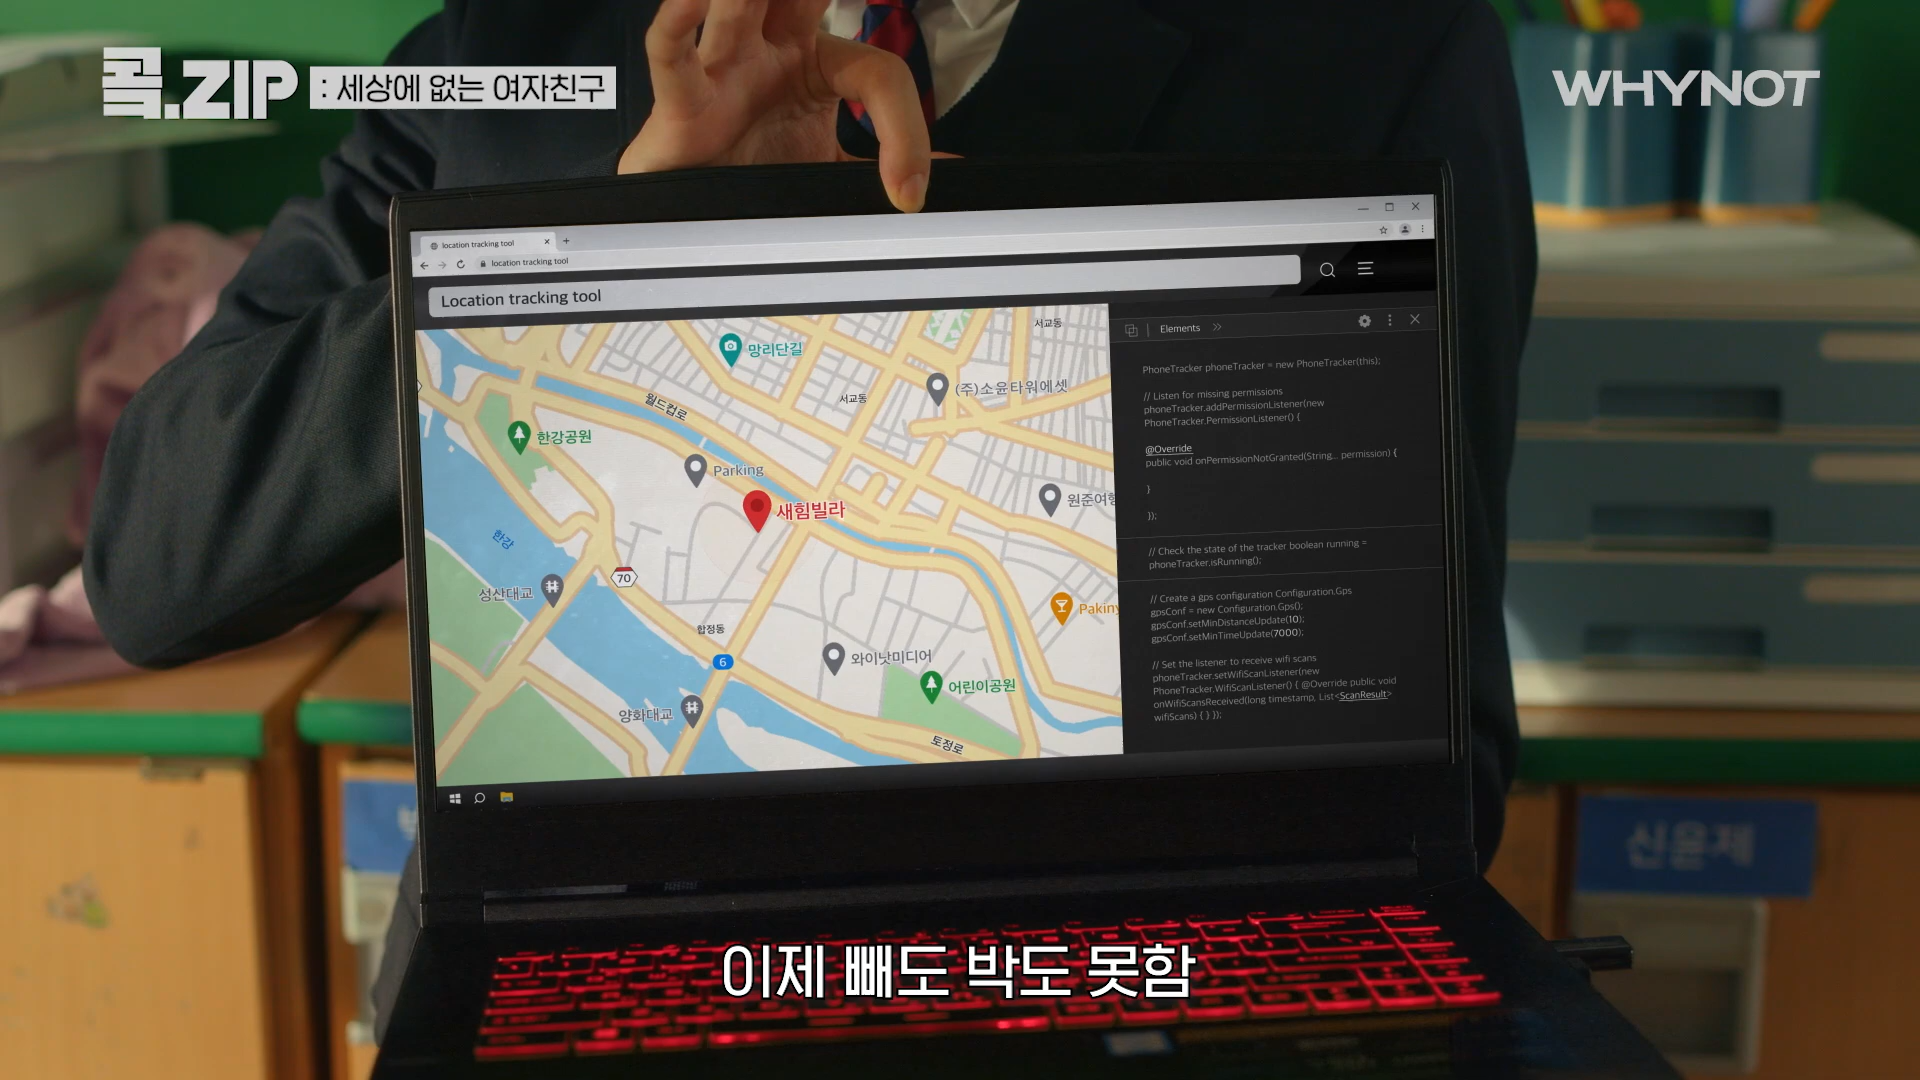 콕.ZIP : 세상에 없는 여자친구
WHYNOT
location tracking tool
location tracking tool
Location tracking tool
서교동
망리단길
(주)소윤타워에셋
서교동
월드컵로
한강공원
Parking
원준여행
새힘빌라
한강
70
성산대교
Pakiny
합정동
6
와이낫미디어
어린이공원
양화대교
토정로
Elements
PhoneTracker phoneTracker = new PhoneTracker(this);
// Listen for missing permissions
phoneTracker.addPermissionListener(new
PhoneTracker.PermissionListener() {
@Override
public void onPermissionNotGranted(String... permission) {
}
});
// Check the state of the tracker boolean running =
phoneTracker.isRunning();
// Create a gps configuration Configuration.Gps
gpsConf = new Configuration.Gps();
gpsConf.setMinDistanceUpdate(10);
gpsConf.setMinTimeUpdate(7000);
// Set the listener to receive wifi scans
phoneTracker.setWifiScanListener(new
PhoneTracker.WifiScanListener() { @Override public void
onWifiScansReceived(long timestamp, List<ScanResult>
wifiScans) { } });
신윤제
이제 빼도 박도 못함